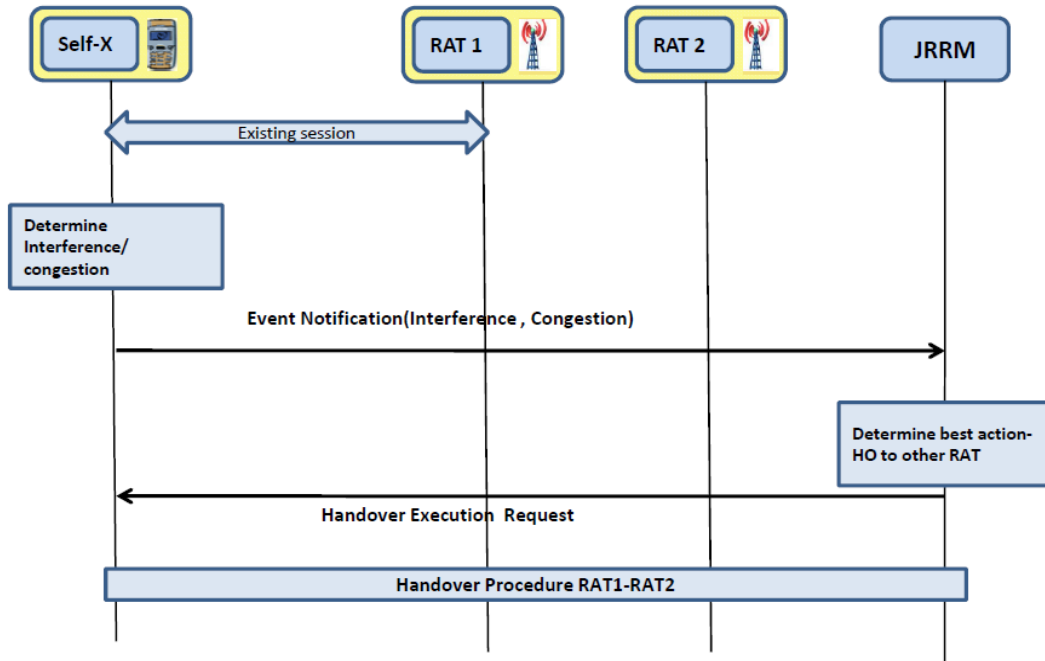 Self-X
RAT 1
RAT 2
JRRM
Existing session
Determine
Interference/
congestion
Event Notification(Interference , Congestion)
Determine best action-
HO to other RAT
Handover Execution Request
Handover Procedure RAT1-RAT2